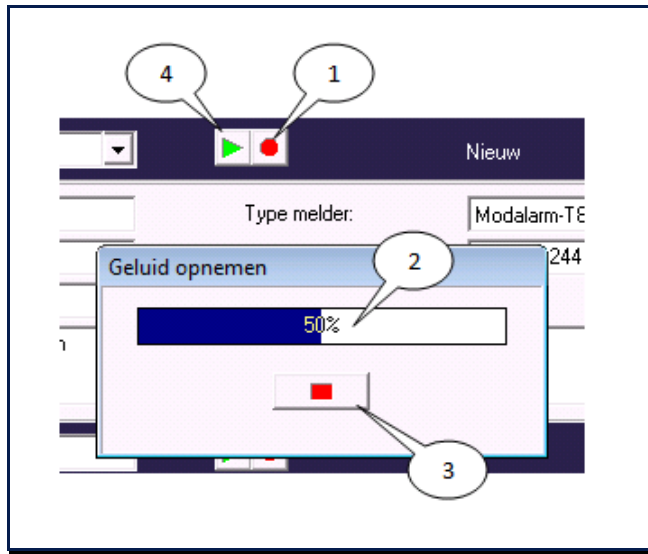 4
1
Nieuw
Type melder:
Modalarm-T8
Geluid opnemen
2
244
50%
n
3